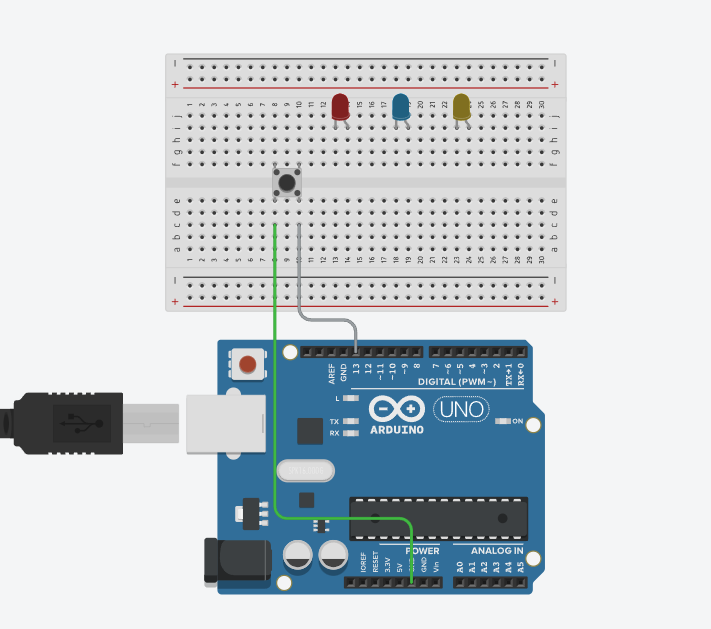 − −
+ +
1 2 3 4 5 6 7 8 9 10 11 12 13 14 15 16 17 18 19 20 21 22 23 24 25 26 27 28 29 30
j j
i i
h h
g g
f f
e e
d d
c c
b b
a a
1 2 3 4 5 6 7 8 9 10 11 12 13 14 15 16 17 18 19 20 21 22 23 24 25 26 27 28 29 30
− −
+ +
AREF GND 13 12 ~11 ~10 ~9 8 7 ~6 ~5 4 ~3 2 TX→1 RX←0
DIGITAL (PWM~)
L
TX
RX
UNO
ON
ARDUINO
POWER ANALOG IN
IOREF RESET 3.3V 5V GND Vin A0 A1 A2 A3 A4 A5